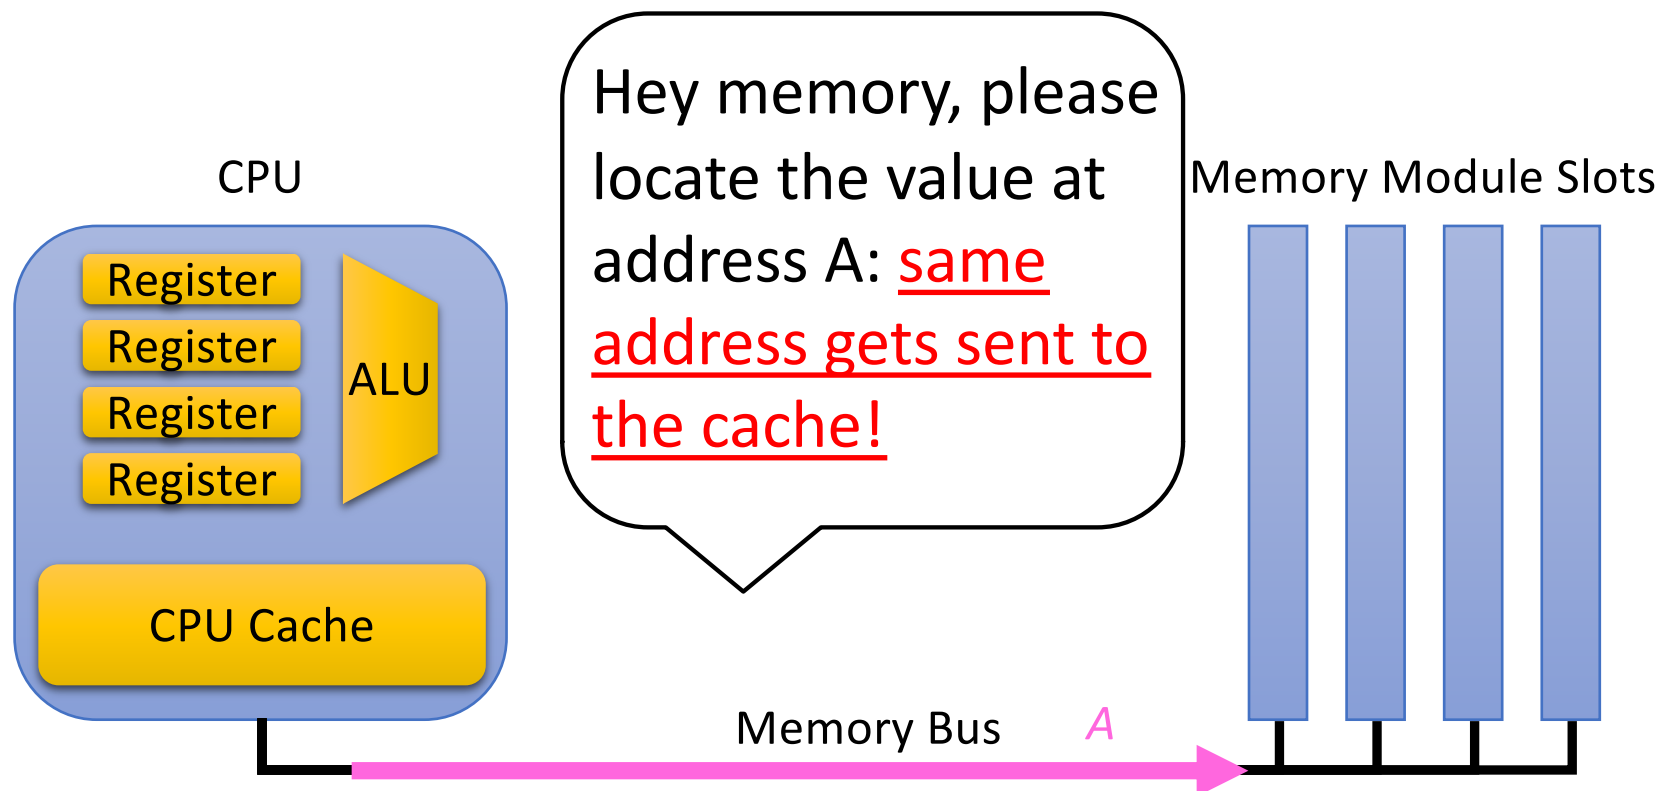 Hey memory, please
locate the value at
address A: same
address gets sent to
the cache!
CPU
Memory Module Slots
Register
Register
Register
Register
ALU
CPU Cache
Memory Bus
A